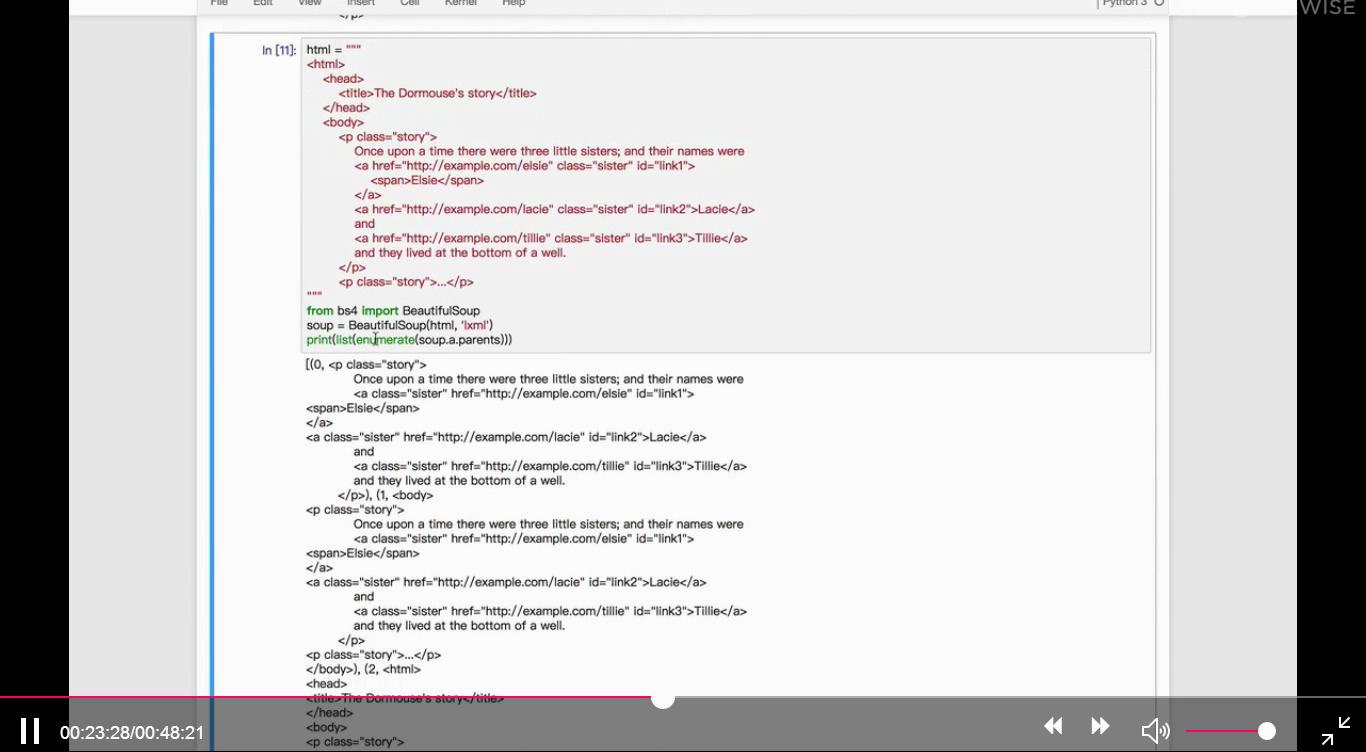 File Edit View Insert Cell Kernel Help Python 3
WISE
</p>
In [11]: html = """
<html>
<head>
<title>The Dormouse's story</title>
</head>
<body>
<p class="story">
Once upon a time there were three little sisters; and their names were
<a href="http://example.com/elsie" class="sister" id="link1">
<span>Elsie</span>
</a>
<a href="http://example.com/lacie" class="sister" id="link2">Lacie</a>
and
<a href="http://example.com/tillie" class="sister" id="link3">Tillie</a>
and they lived at the bottom of a well.
</p>
<p class="story">...</p>
"""
from bs4 import BeautifulSoup
soup = BeautifulSoup(html, 'lxml')
print(list(enumerate(soup.a.parents)))
[(0, <p class="story">
Once upon a time there were three little sisters; and their names were
<a class="sister" href="http://example.com/elsie" id="link1">
<span>Elsie</span>
</a>
<a class="sister" href="http://example.com/lacie" id="link2">Lacie</a>
and
<a class="sister" href="http://example.com/tillie" id="link3">Tillie</a>
and they lived at the bottom of a well.
</p>), (1, <body>
<p class="story">
Once upon a time there were three little sisters; and their names were
<a class="sister" href="http://example.com/elsie" id="link1">
<span>Elsie</span>
</a>
<a class="sister" href="http://example.com/lacie" id="link2">Lacie</a>
and
<a class="sister" href="http://example.com/tillie" id="link3">Tillie</a>
and they lived at the bottom of a well.
</p>
<p class="story">...</p>
</body>), (2, <html>
<head>
<title>The Dormouse's story</title>
</head>
<body>
<p class="story">
00:23:28/00:48:21